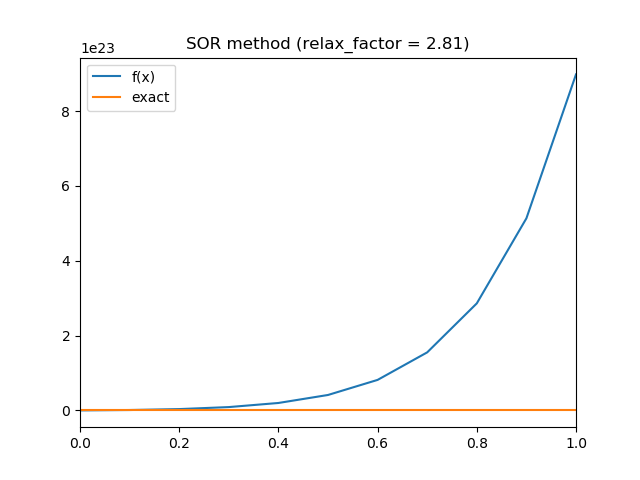 SOR method (relax_factor = 2.81)
1e23
f(x)
exact
8
6
4
2
0
0.0 0.2 0.4 0.6 0.8 1.0